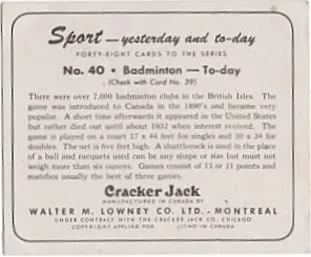 Sport — yesterday and to-day
FORTY-EIGHT CARDS TO THE SERIES
No. 40 • Badminton — To-day
(Check with Card No. 39)
There were over 7,000 badminton clubs in the British Isles. The
game was introduced to Canada in the 1890's and became very
popular. A short time afterwards it appeared in the United States
but rather died out until about 1932 when interest revived. The
game is played on a court 17 x 44 feet for singles and 20 x 34 for
doubles. The net is five feet high. A shuttlecock is used in the place
of a ball and racquets used can be any shape or size but must not
weigh more than six ounces. Games consist of 15 or 21 points and
matches usually the best of three games.
Cracker Jack
MANUFACTURED IN CANADA BY
WALTER M. LOWNEY CO. LTD. - MONTREAL
UNDER CONTRACT WITH THE CRACKER JACK CO., CHICAGO
COPYRIGHT APPLIED FOR LITHO IN CANADA